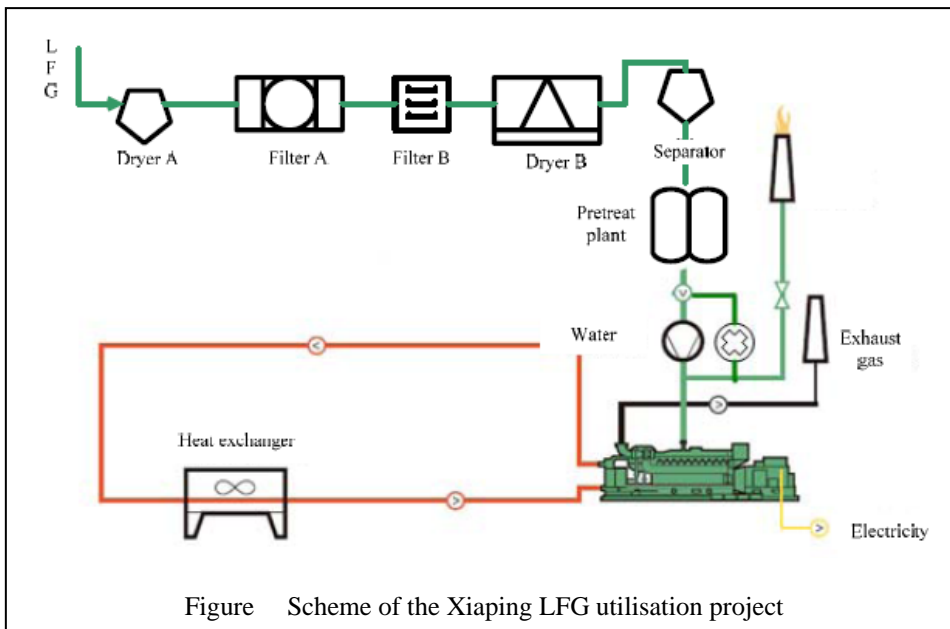 L
F
G
Dryer A
Filter A
Filter B
Dryer B
Separator
Pretreat
plant
Water
Exhaust
gas
Heat exchanger
Electricity
Figure Scheme of the Xiaping LFG utilisation project